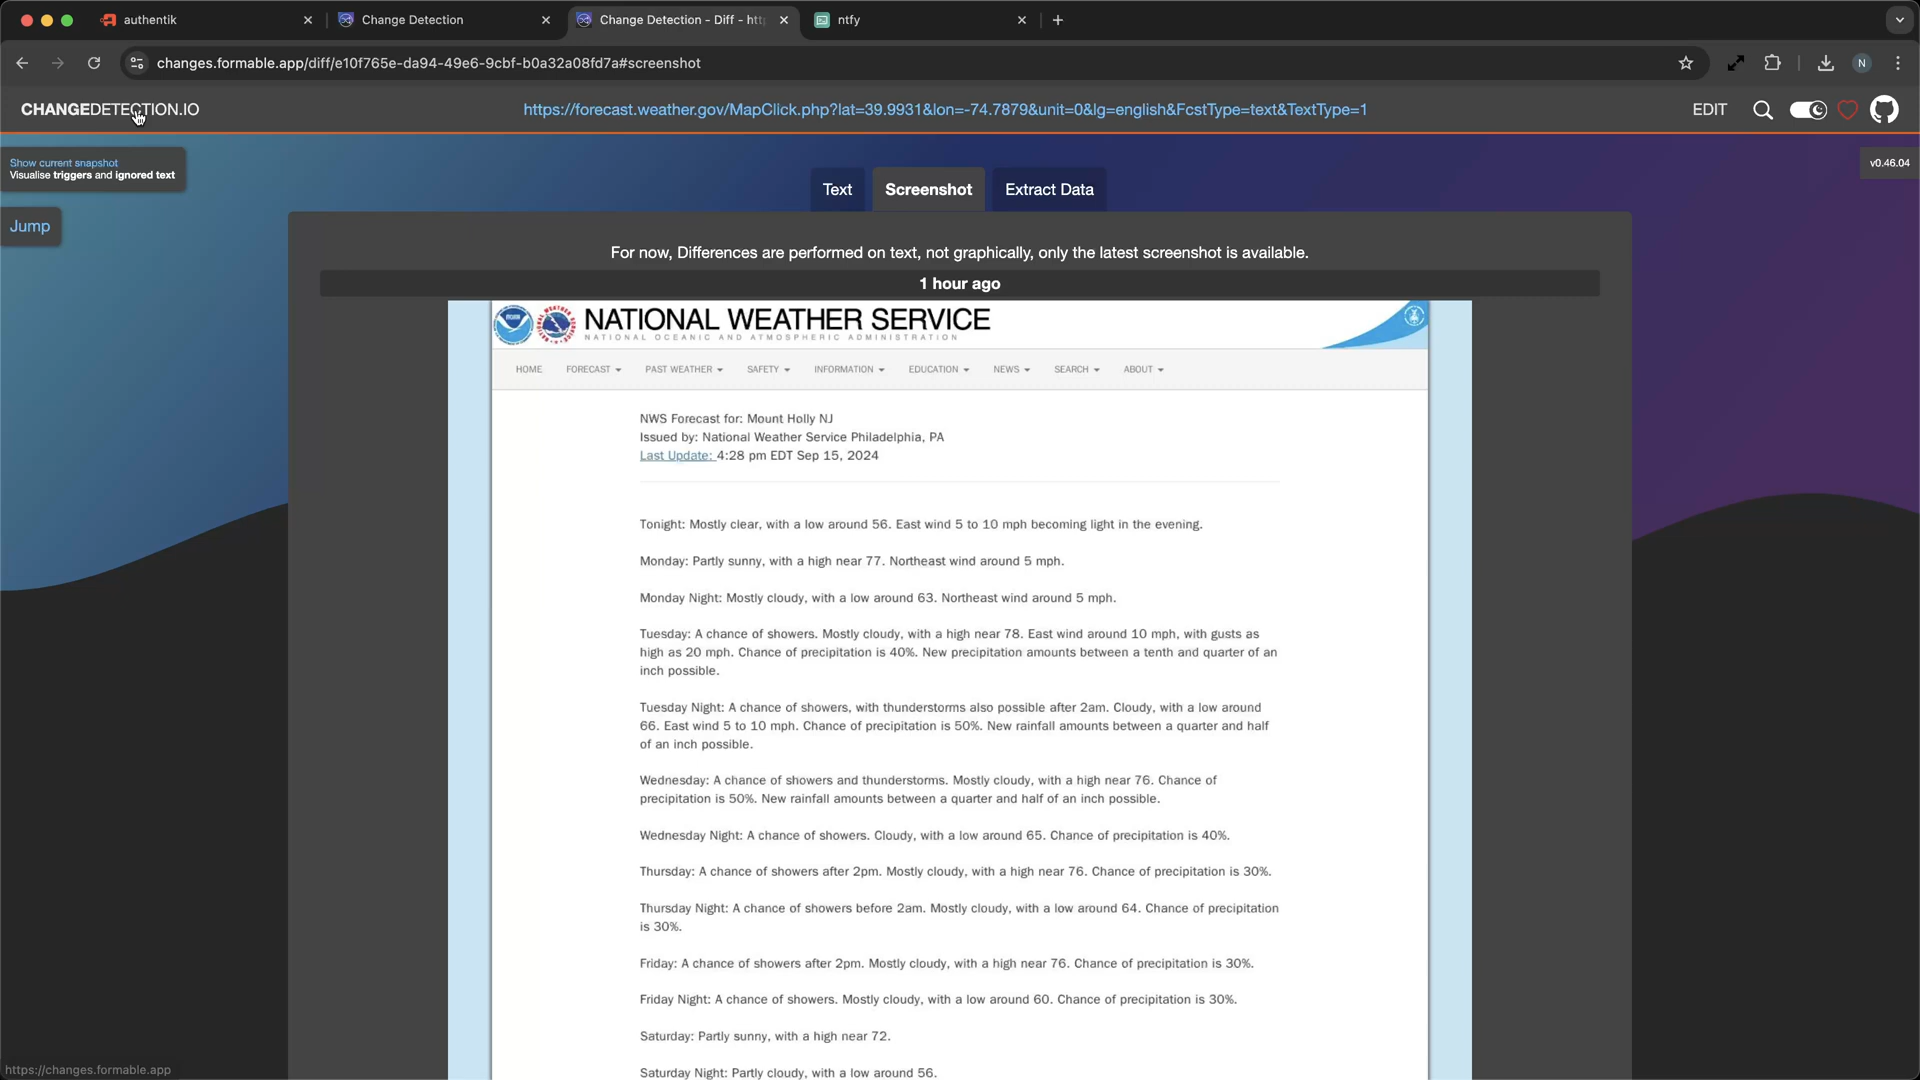 authentik
Change Detection
Change Detection - Diff - htt
ntfy
changes.formable.app/diff/e10f765e-da94-49e6-9cbf-b0a32a08fd7a#screenshot
N
CHANGEDETECTION.IO
https://forecast.weather.gov/MapClick.php?lat=39.9931&lon=-74.7879&unit=0&lg=english&FcstType=text&TextType=1
EDIT
Show current snapshot
Visualise triggers and ignored text
v0.46.04
Text
Screenshot
Extract Data
Jump
For now, Differences are performed on text, not graphically, only the latest screenshot is available.
1 hour ago
NATIONAL WEATHER SERVICE
NATIONAL OCEANIC AND ATMOSPHERIC ADMINISTRATION
HOME FORECAST PAST WEATHER SAFETY INFORMATION EDUCATION NEWS SEARCH ABOUT
NWS Forecast for: Mount Holly NJ
Issued by: National Weather Service Philadelphia, PA
Last Update: 4:28 pm EDT Sep 15, 2024
Tonight: Mostly clear, with a low around 56. East wind 5 to 10 mph becoming light in the evening.
Monday: Partly sunny, with a high near 77. Northeast wind around 5 mph.
Monday Night: Mostly cloudy, with a low around 63. Northeast wind around 5 mph.
Tuesday: A chance of showers. Mostly cloudy, with a high near 78. East wind around 10 mph, with gusts as
high as 20 mph. Chance of precipitation is 40%. New precipitation amounts between a tenth and quarter of an
inch possible.
Tuesday Night: A chance of showers, with thunderstorms also possible after 2am. Cloudy, with a low around
66. East wind 5 to 10 mph. Chance of precipitation is 50%. New rainfall amounts between a quarter and half
of an inch possible.
Wednesday: A chance of showers and thunderstorms. Mostly cloudy, with a high near 76. Chance of
precipitation is 50%. New rainfall amounts between a quarter and half of an inch possible.
Wednesday Night: A chance of showers. Cloudy, with a low around 65. Chance of precipitation is 40%.
Thursday: A chance of showers after 2pm. Mostly cloudy, with a high near 76. Chance of precipitation is 30%.
Thursday Night: A chance of showers before 2am. Mostly cloudy, with a low around 64. Chance of precipitation
is 30%.
Friday: A chance of showers after 2pm. Mostly cloudy, with a high near 76. Chance of precipitation is 30%.
Friday Night: A chance of showers. Mostly cloudy, with a low around 60. Chance of precipitation is 30%.
Saturday: Partly sunny, with a high near 72.
Saturday Night: Partly cloudy, with a low around 56.
https://changes.formable.app